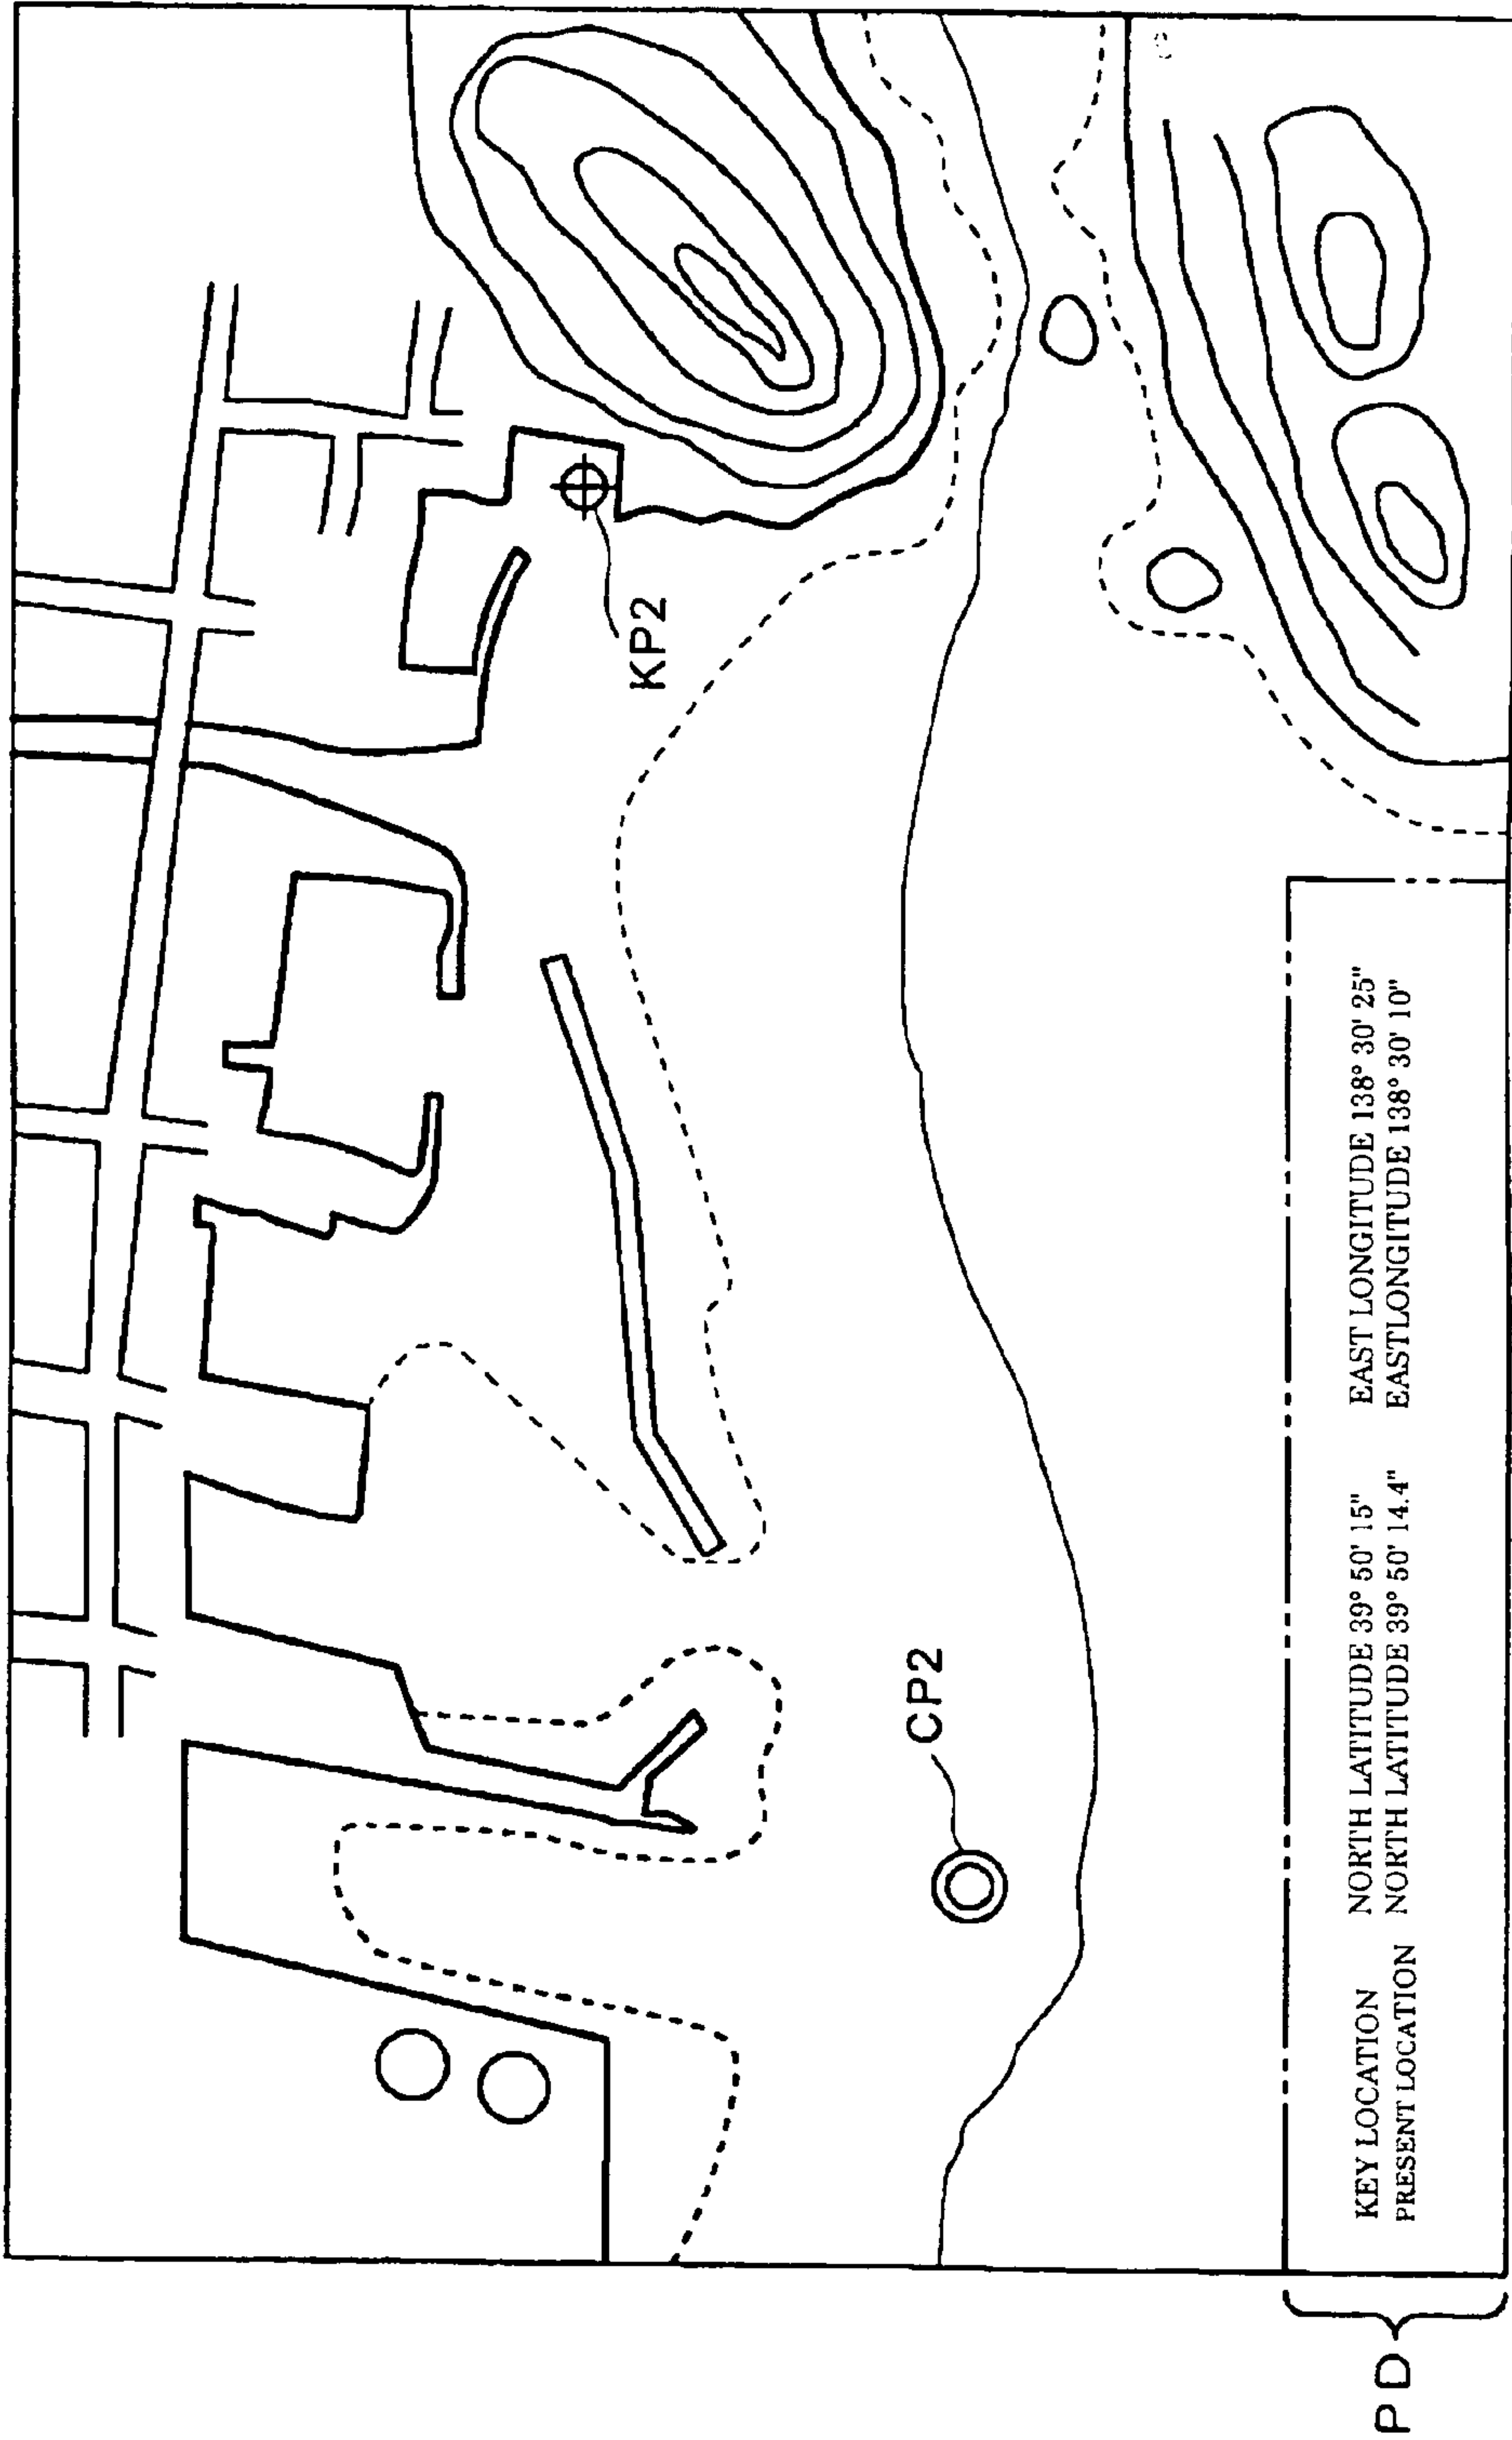 KP2
CP2
KEY LOCATION NORTH LATITUDE 39° 50' 15" EAST LONGITUDE 138° 30' 25"
PRESENT LOCATION NORTH LATITUDE 39° 50' 14.4" EASTLONGITUDE 138° 30' 10"
PD